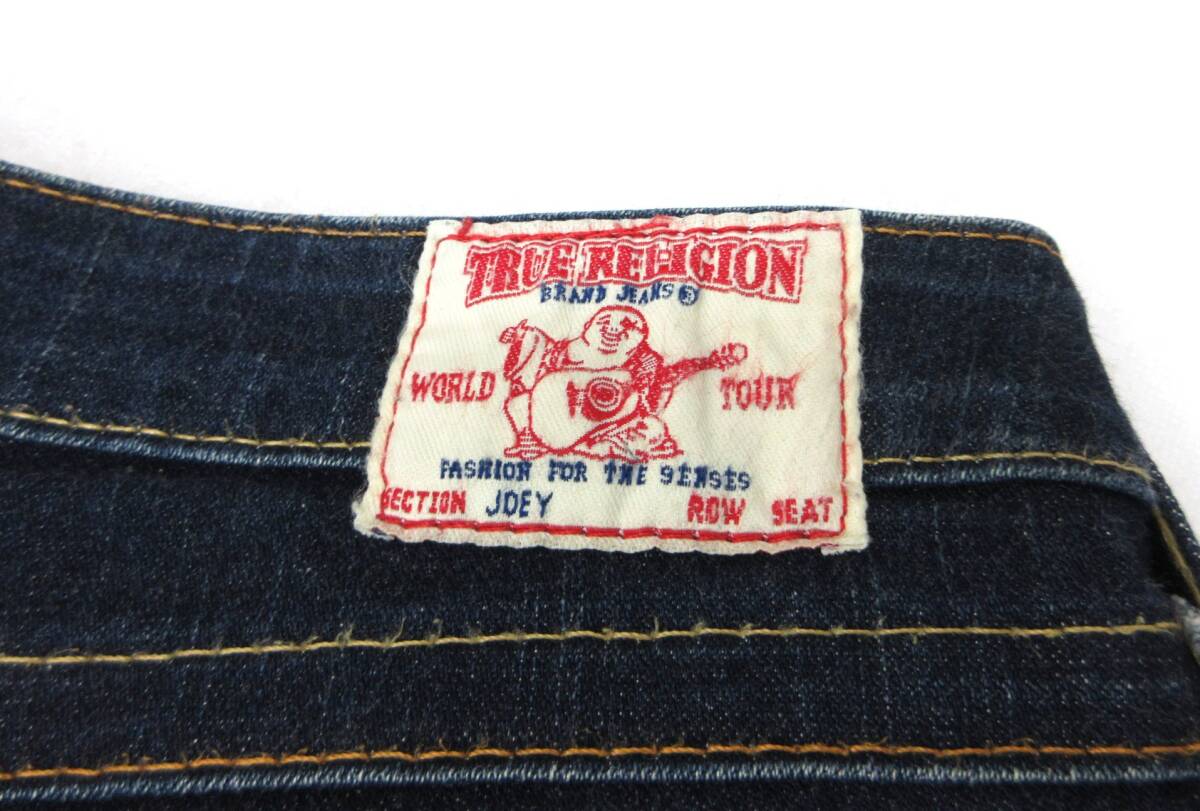 TRUE RELIGION
BRAND JEANS®
WORLD TOUR
FASHION FOR THE SENSES
SECTION JOEY ROW SEAT